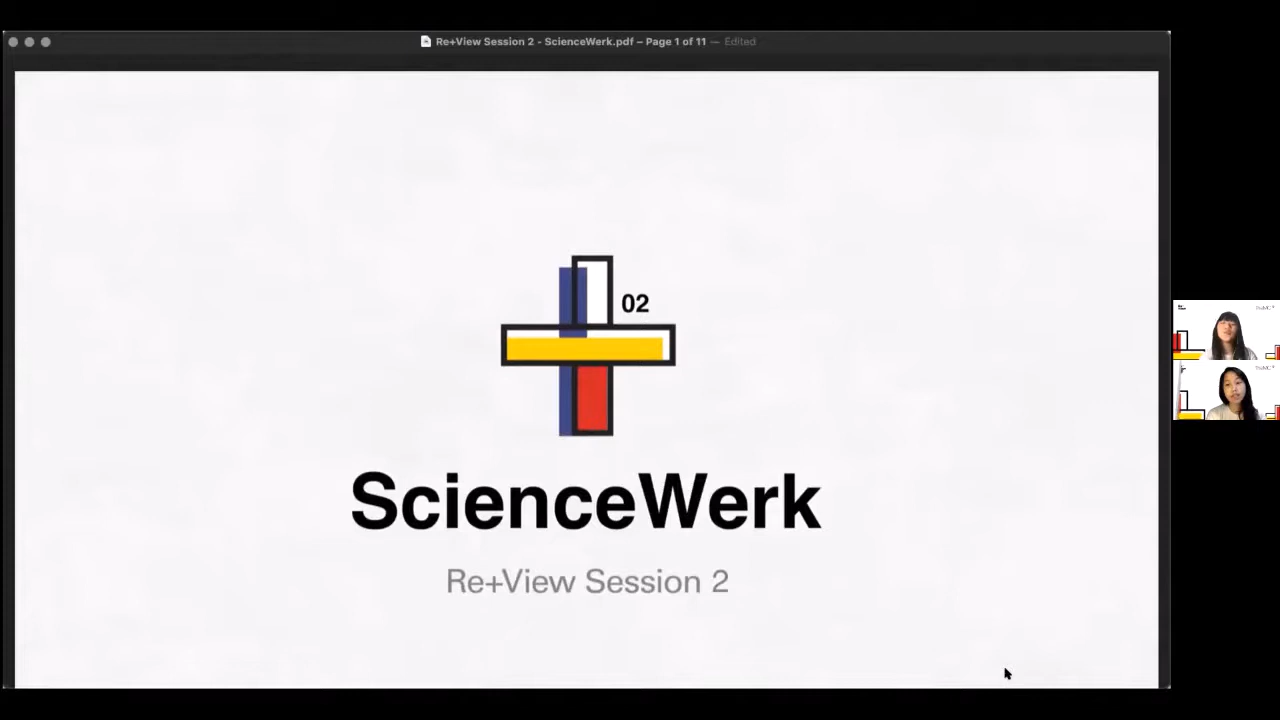 Re+View Session 2 - ScienceWerk.pdf – Page 1 of 11 — Edited
02
ScienceWerk
Re+View Session 2